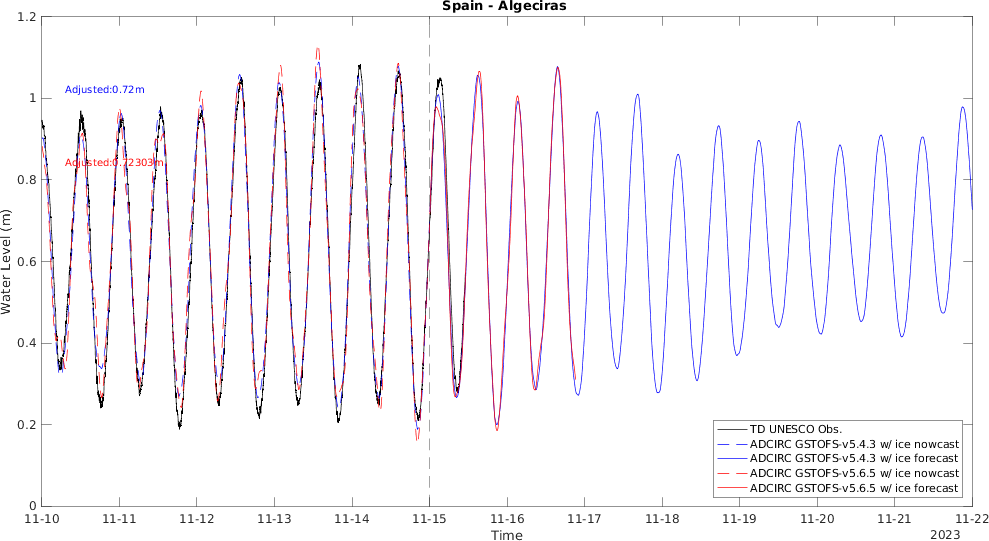 Spain - Algeciras
1.2
1
0.8
0.6
0.4
0.2
0
Water Level (m)
Adjusted:0.72m
Adjusted:0.72303m
TD UNESCO Obs.
ADCIRC GSTOFS-v5.4.3 w/ ice nowcast
ADCIRC GSTOFS-v5.4.3 w/ ice forecast
ADCIRC GSTOFS-v5.6.5 w/ ice nowcast
ADCIRC GSTOFS-v5.6.5 w/ ice forecast
11-10 11-11 11-12 11-13 11-14 11-15 11-16 11-17 11-18 11-19 11-20 11-21 11-22
Time
2023